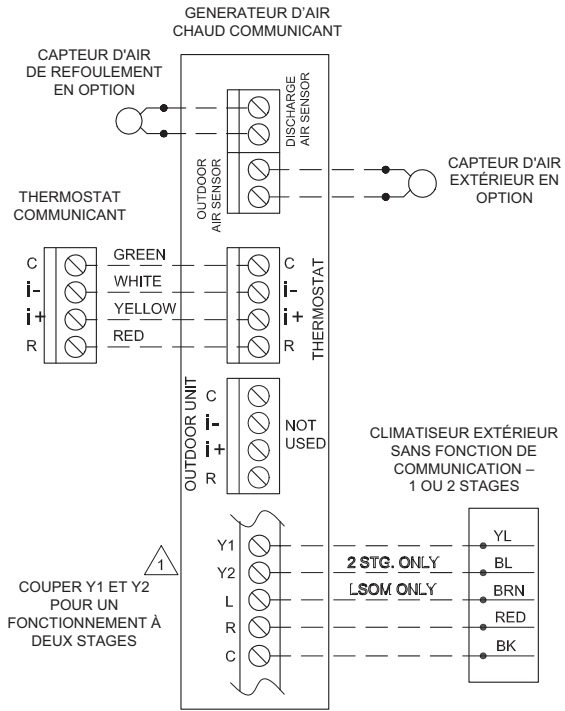 GENERATEUR D'AIR
CHAUD COMMUNICANT
CAPTEUR D'AIR
DE REFOULEMENT
EN OPTION
DISCHARGE
AIR SENSOR
OUTDOOR
AIR SENSOR
CAPTEUR D'AIR
EXTÉRIEUR EN
OPTION
THERMOSTAT
COMMUNICANT
C
i-
i+
R
GREEN
WHITE
YELLOW
RED
C
i-
i+
R
THERMOSTAT
OUTDOOR UNIT
C
i-
i+
R
NOT
USED
CLIMATISEUR EXTÉRIEUR
SANS FONCTION DE
COMMUNICATION –
1 OU 2 STAGES
1
COUPER Y1 ET Y2
POUR UN
FONCTIONNEMENT À
DEUX STAGES
Y1
Y2
L
R
C
2 STG. ONLY
LSOM ONLY
YL
BL
BRN
RED
BK